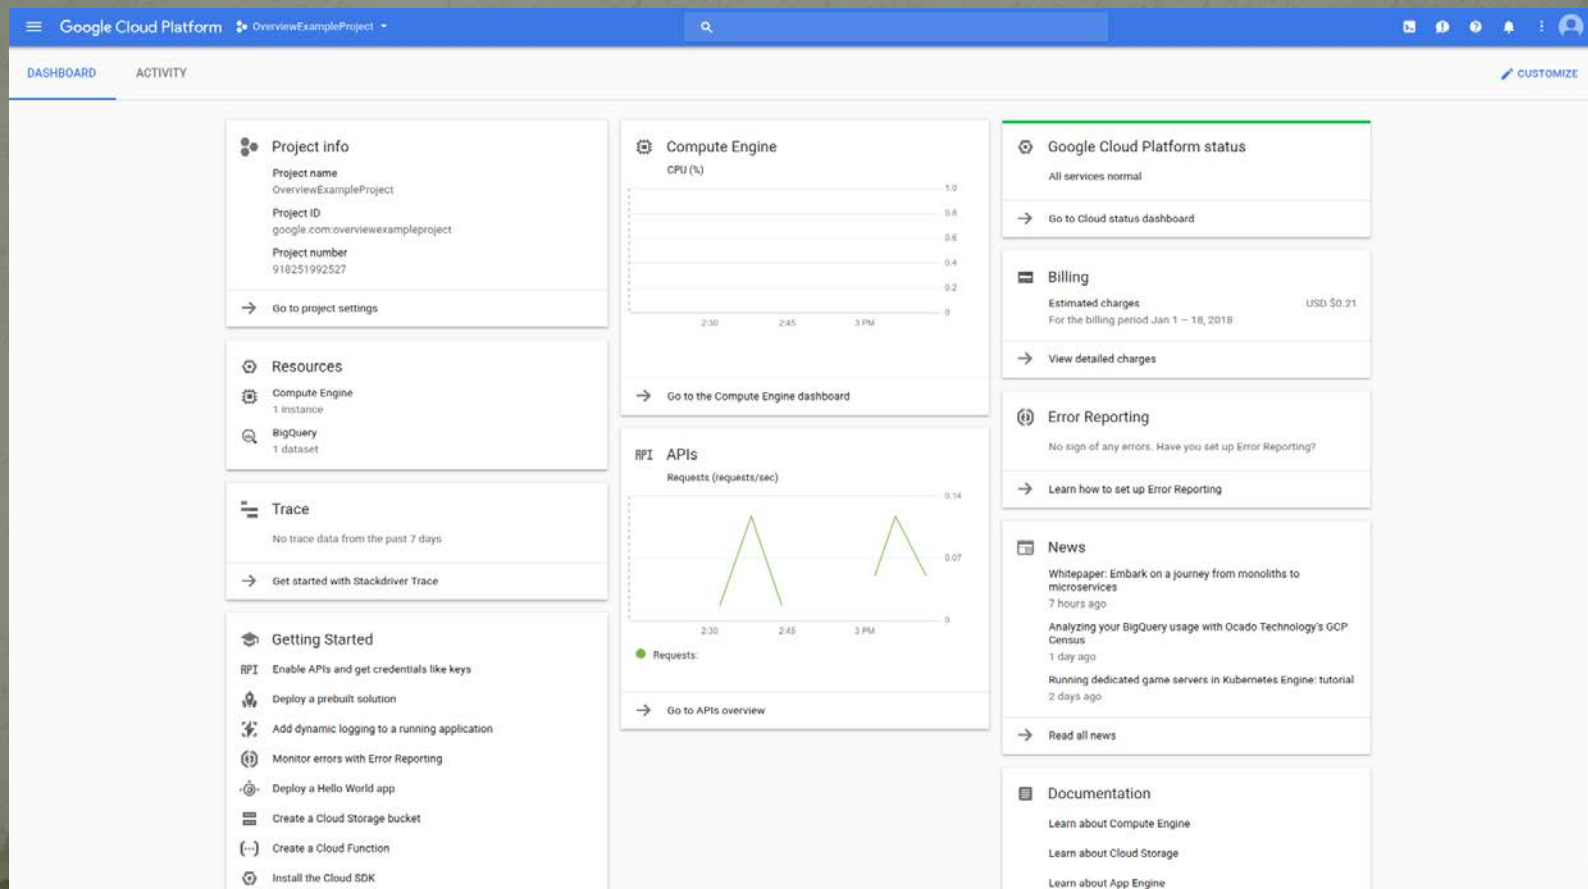 Google Cloud Platform OverviewExampleProject
DASHBOARD ACTIVITY CUSTOMIZE
Project info
Project name
OverviewExampleProject
Project ID
google.com:overviewexampleproject
Project number
918251992527
Go to project settings
Resources
Compute Engine
1 instance
BigQuery
1 dataset
Trace
No trace data from the past 7 days
Get started with Stackdriver Trace
Getting Started
API Enable APIs and get credentials like keys
Deploy a prebuilt solution
Add dynamic logging to a running application
Monitor errors with Error Reporting
Deploy a Hello World app
Create a Cloud Storage bucket
Create a Cloud Function
Install the Cloud SDK
Compute Engine
CPU (%)
1.0
0.8
0.6
0.4
0.2
0
2:30 2:45 3 PM
Go to the Compute Engine dashboard
API APIs
Requests (requests/sec)
0.14
0.07
0
2:30 2:45 3 PM
Requests:
Go to APIs overview
Google Cloud Platform status
All services normal
Go to Cloud status dashboard
Billing
Estimated charges USD $0.21
For the billing period Jan 1 – 18, 2018
View detailed charges
Error Reporting
No sign of any errors. Have you set up Error Reporting?
Learn how to set up Error Reporting
News
Whitepaper: Embark on a journey from monoliths to
microservices
7 hours ago
Analyzing your BigQuery usage with Ocado Technology's GCP
Census
1 day ago
Running dedicated game servers in Kubernetes Engine: tutorial
2 days ago
Read all news
Documentation
Learn about Compute Engine
Learn about Cloud Storage
Learn about App Engine